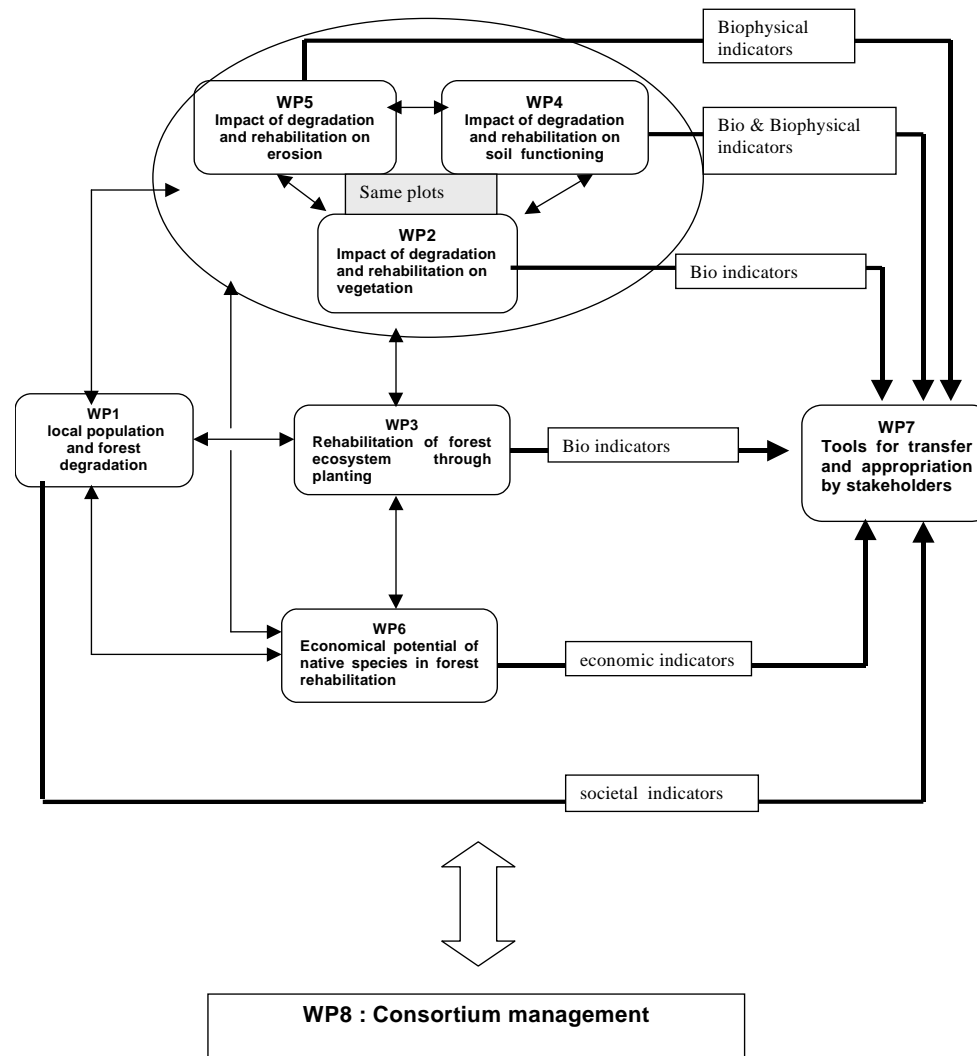 Biophysical
indicators
WP5
Impact of degradation
and rehabilitation on
erosion
WP4
Impact of degradation
and rehabilitation on
soil functioning
Bio & Biophysical
indicators
Same plots
WP2
Impact of degradation
and rehabilitation on
vegetation
Bio indicators
WP1
local population
and forest
degradation
WP3
Rehabilitation of forest
ecosystem through
planting
Bio indicators
WP7
Tools for transfer
and appropriation
by stakeholders
WP6
Economical potential of
native species in forest
rehabilitation
economic indicators
societal indicators
WP8 : Consortium management